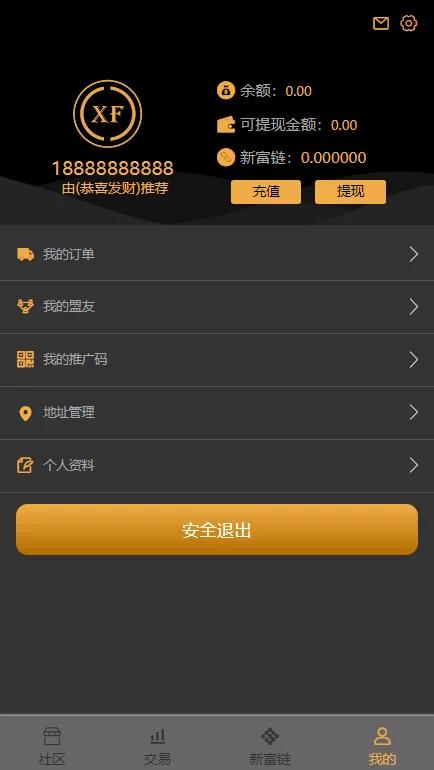 XF
18888888888
由(恭喜发财)推荐
余额：0.00
可提现金额：0.00
新富链：0.000000
充值
提现
我的订单
我的盟友
我的推广码
地址管理
个人资料
安全退出
社区
交易
新富链
我的